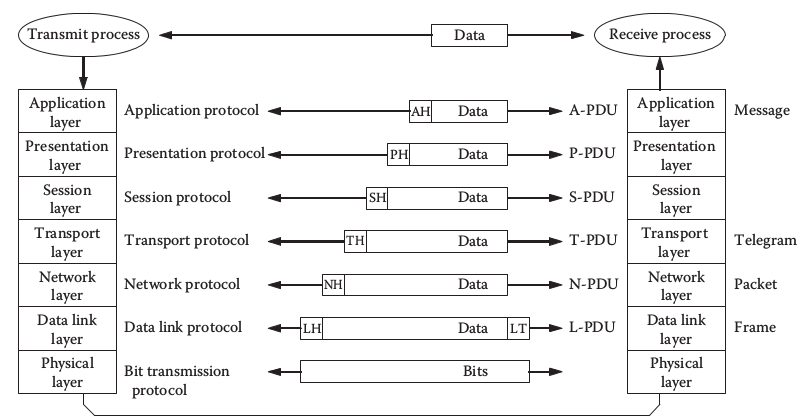 Transmit process
Data
Receive process
Application layer
Application protocol
AH
Data
A-PDU
Application layer
Message
Presentation layer
Presentation protocol
PH
Data
P-PDU
Presentation layer
Session layer
Session protocol
SH
Data
S-PDU
Session layer
Transport layer
Transport protocol
TH
Data
T-PDU
Transport layer
Telegram
Network layer
Network protocol
NH
Data
N-PDU
Network layer
Packet
Data link layer
Data link protocol
LH
Data
LT
L-PDU
Data link layer
Frame
Physical layer
Bit transmission protocol
Bits
Physical layer